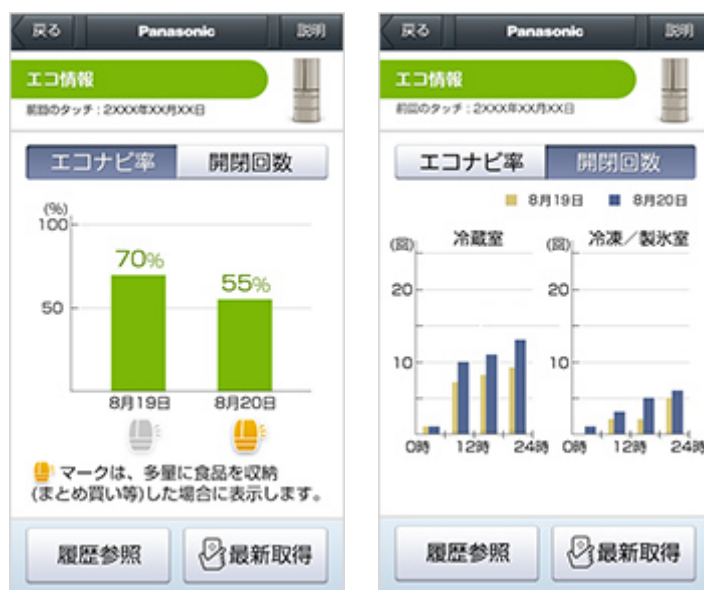 戻る Panasonic 説明
エコ情報
前回のタッチ：2XXX年XX月XX日
エコナビ率 開閉回数
(%)
100
70%
55%
50
8月19日 8月20日
マークは、多量に食品を収納
(まとめ買い等)した場合に表示します。
履歴参照 最新取得
戻る Panasonic 説明
エコ情報
前回のタッチ：2XXX年XX月XX日
エコナビ率 開閉回数
8月19日 8月20日
(回) 冷蔵室 (回) 冷凍／製氷室
20 20
10 10
0時 12時 24時 0時 12時 24時
履歴参照 最新取得